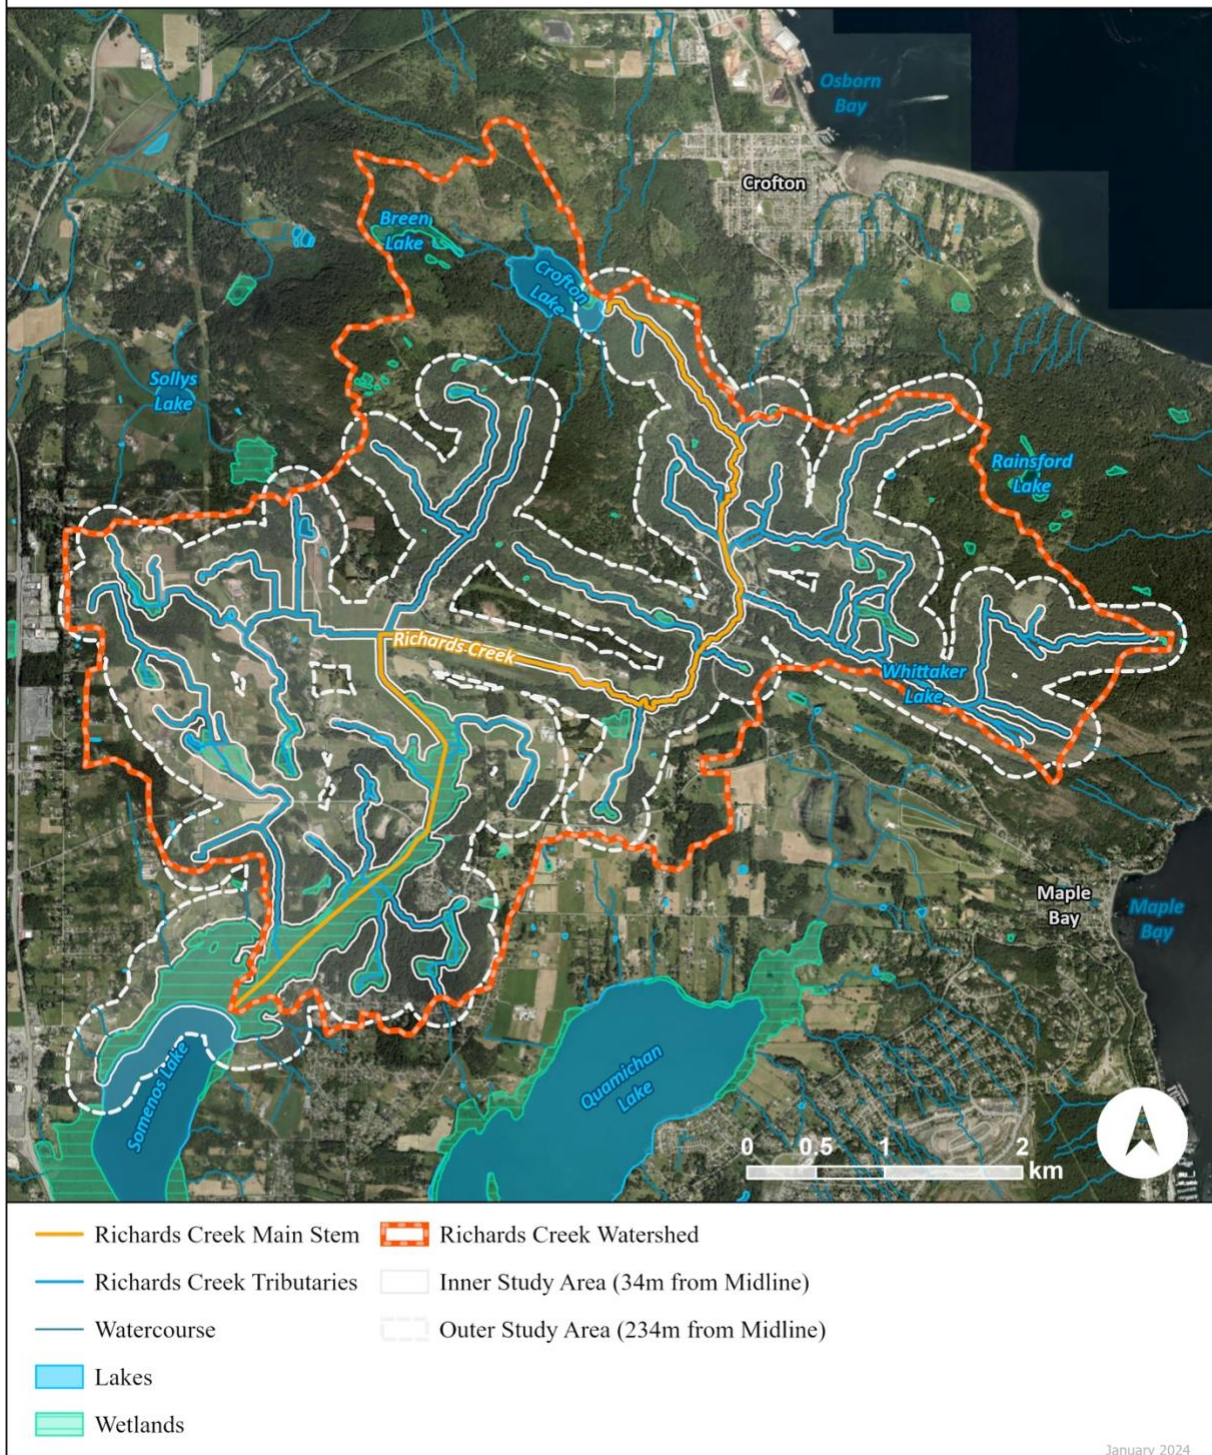 Osborn
Bay
Crofton
Breen
Lake
Crofton
Lake
Sollys
Lake
Rainsford
Lake
Richards Creek
Whittaker
Lake
Maple
Bay
Maple
Bay
Somenos Lake
Quamichan
Lake
0 0.5 1 2
km
Richards Creek Main Stem
Richards Creek Tributaries
Watercourse
Lakes
Wetlands
Richards Creek Watershed
Inner Study Area (34m from Midline)
Outer Study Area (234m from Midline)
January 2024